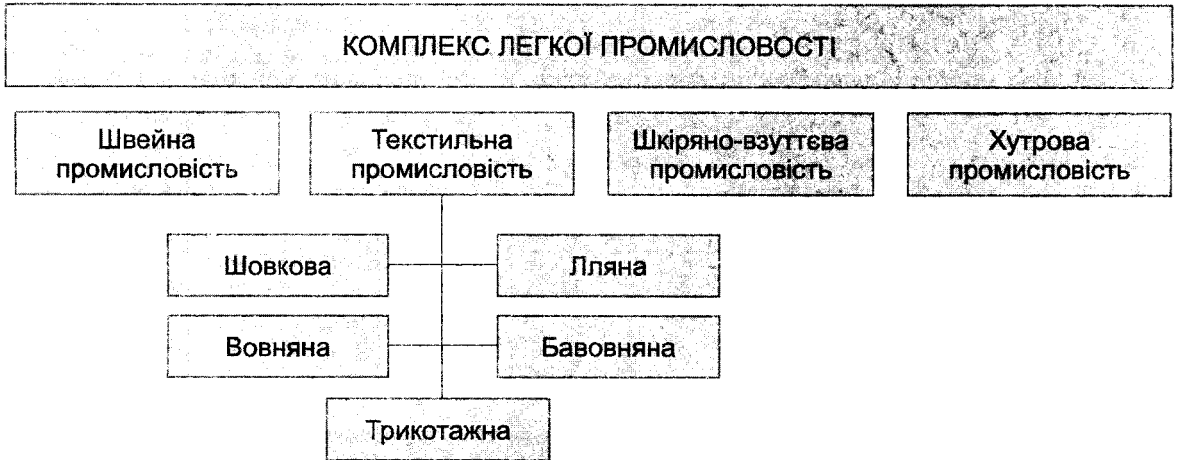 КОМПЛЕКС ЛЕГКОЇ ПРОМИСЛОВОСТІ
Швейна
промисловість
Текстильна
промисловість
Шкіряно-взуттєва
промисловість
Хутрова
промисловість
Шовкова
Лляна
Вовняна
Бавовняна
Трикотажна